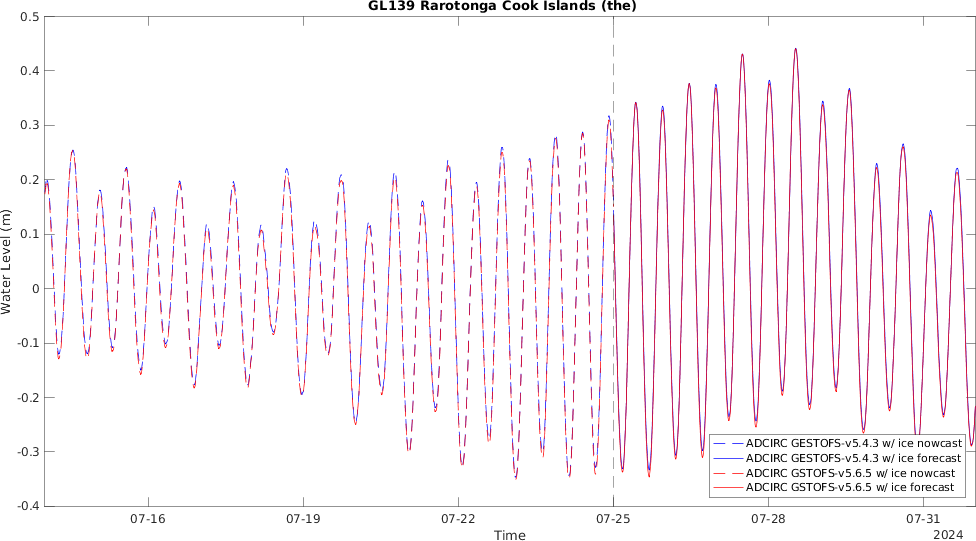 GL139 Rarotonga Cook Islands (the)
0.5
0.4
0.3
0.2
0.1
0
-0.1
-0.2
-0.3
-0.4
Water Level (m)
ADCIRC GESTOFS-v5.4.3 w/ ice nowcast
ADCIRC GESTOFS-v5.4.3 w/ ice forecast
ADCIRC GSTOFS-v5.6.5 w/ ice nowcast
ADCIRC GSTOFS-v5.6.5 w/ ice forecast
07-16 07-19 07-22 07-25 07-28 07-31
Time 2024